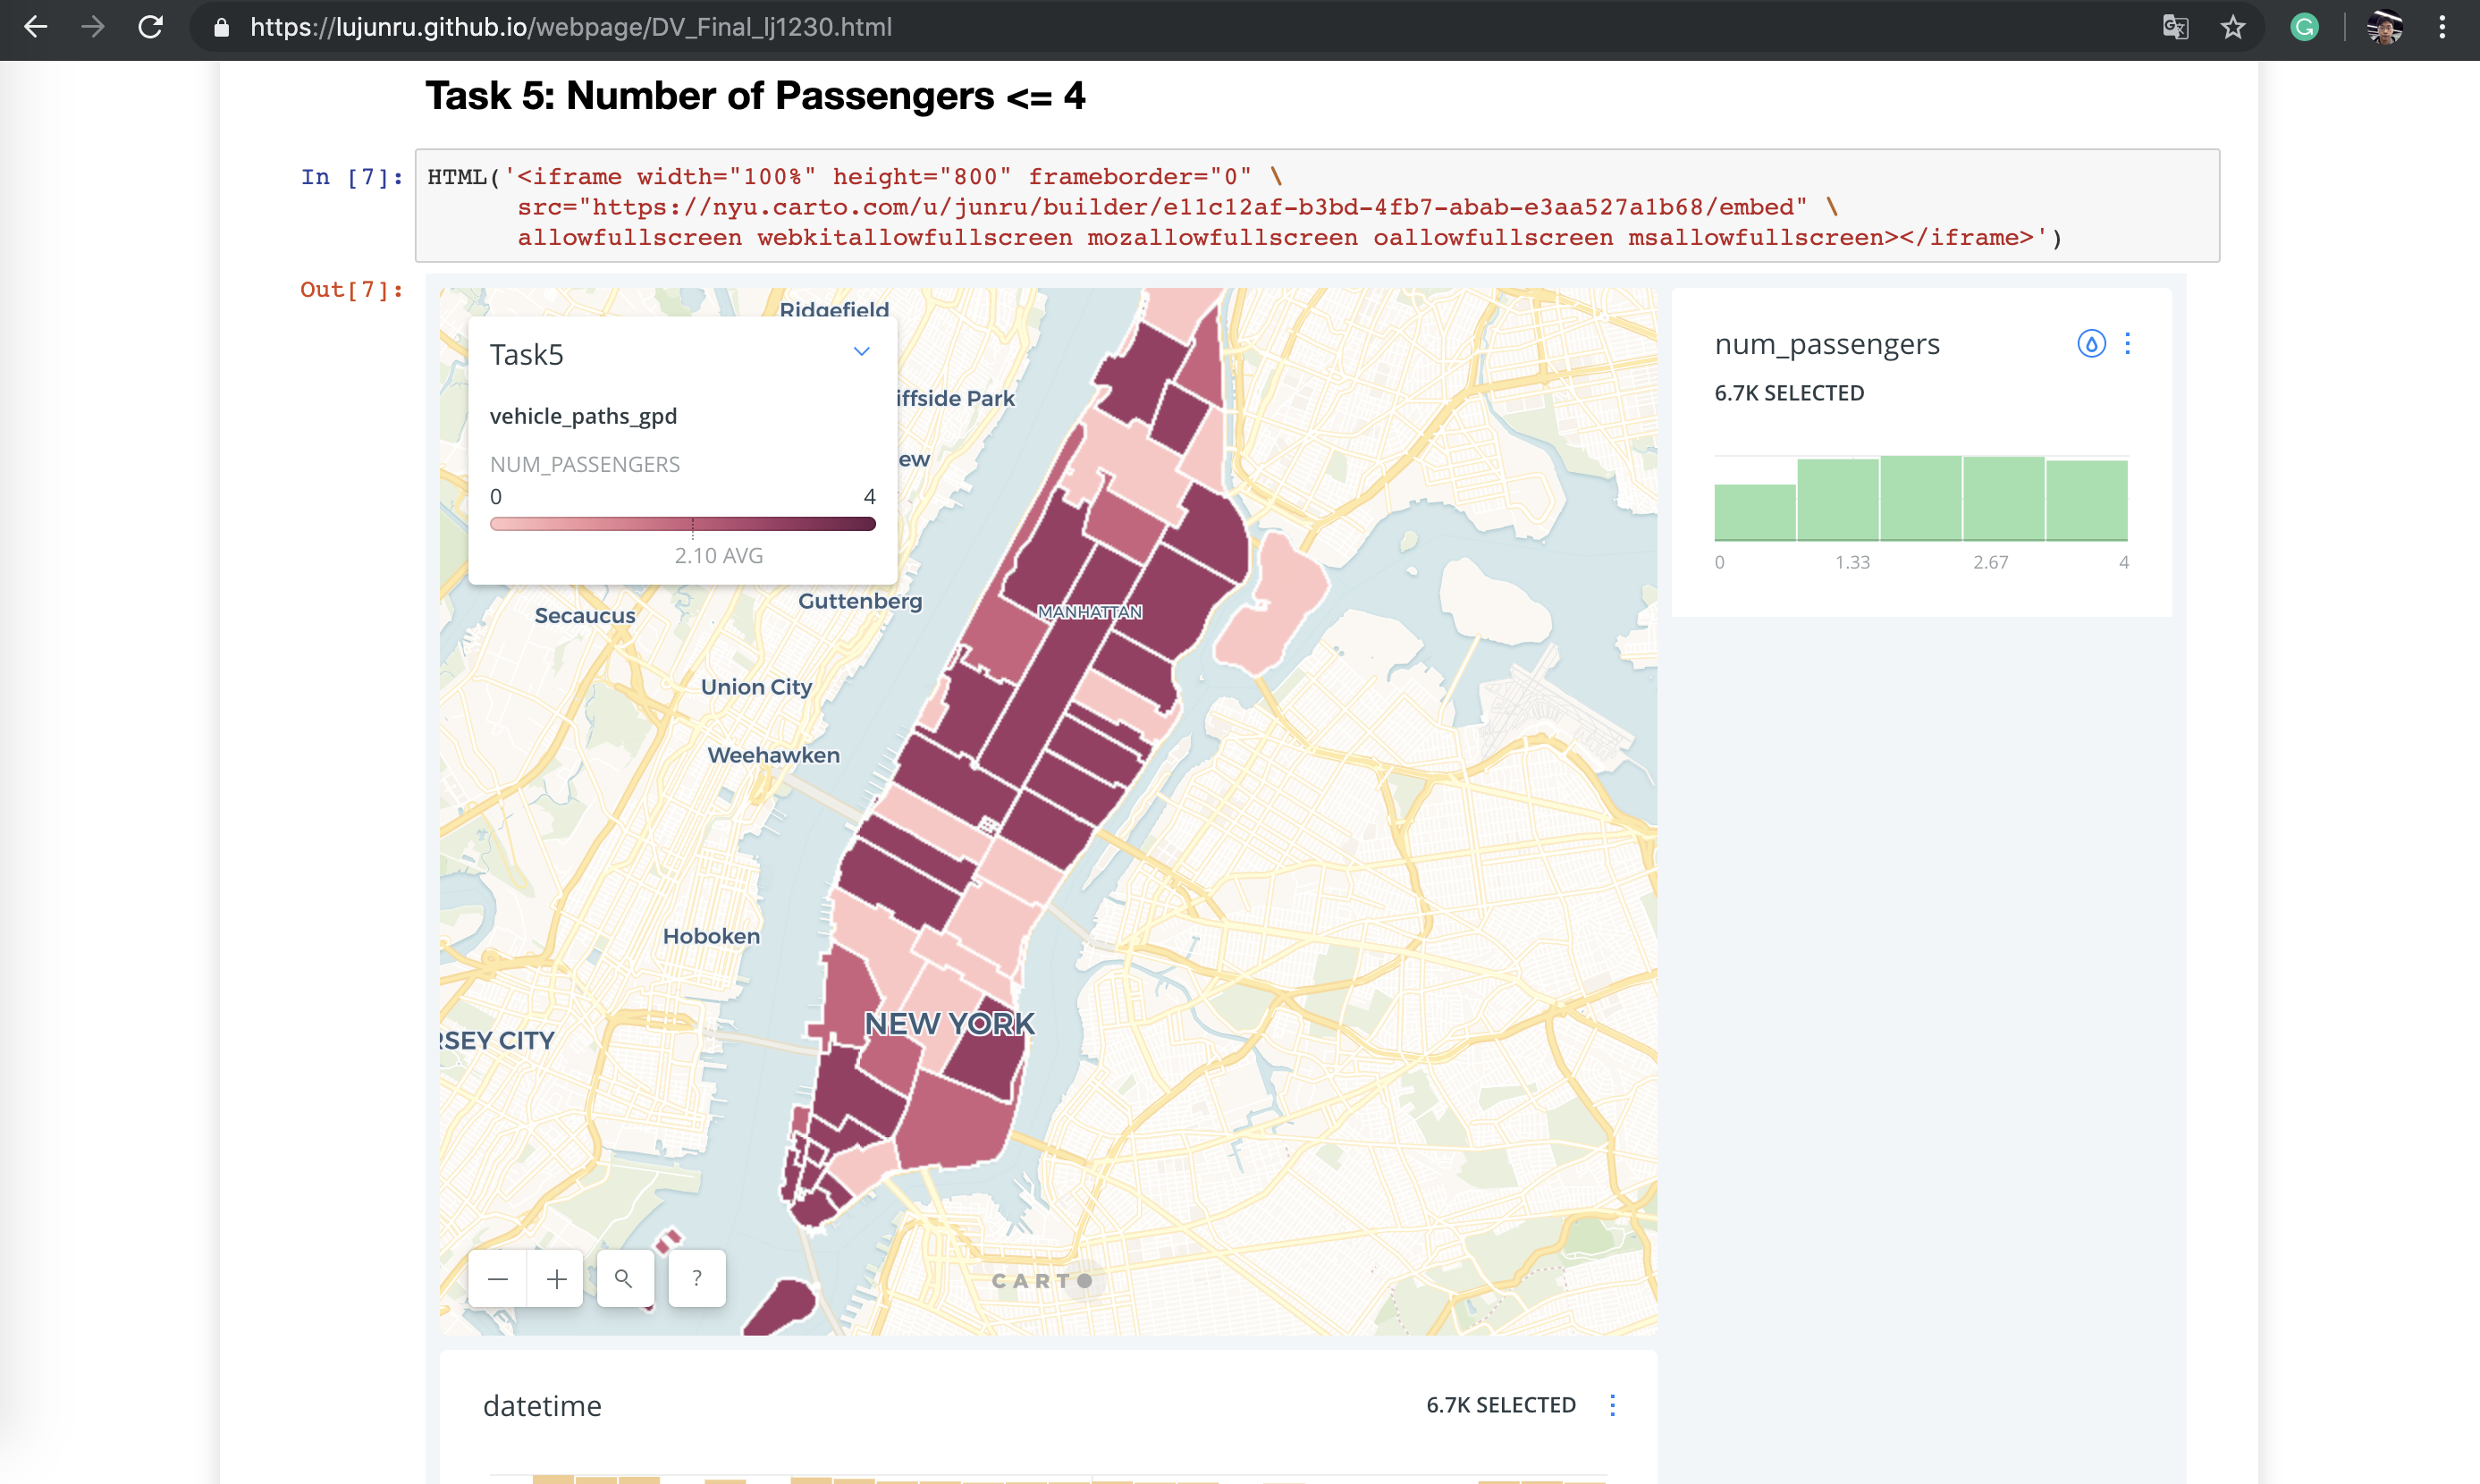 https://lujunru.github.io/webpage/DV_Final_lj1230.html
Task 5: Number of Passengers <= 4
In [7]:
HTML('<iframe width="100%" height="800" frameborder="0" \
src="https://nyu.carto.com/u/junru/builder/e11c12af-b3bd-4fb7-abab-e3aa527a1b68/embed" \
allowfullscreen webkitallowfullscreen mozallowfullscreen oallowfullscreen msallowfullscreen></iframe>')
Out[7]:
Ridgefield
Task5
vehicle_paths_gpd
NUM_PASSENGERS
0 4
2.10 AVG
iffside Park
ew
Guttenberg
Secaucus
MANHATTAN
Union City
Weehawken
Hoboken
NEW YORK
RSEY CITY
− +
?
CARTO
num_passengers
6.7K SELECTED
0 1.33 2.67 4
datetime
6.7K SELECTED